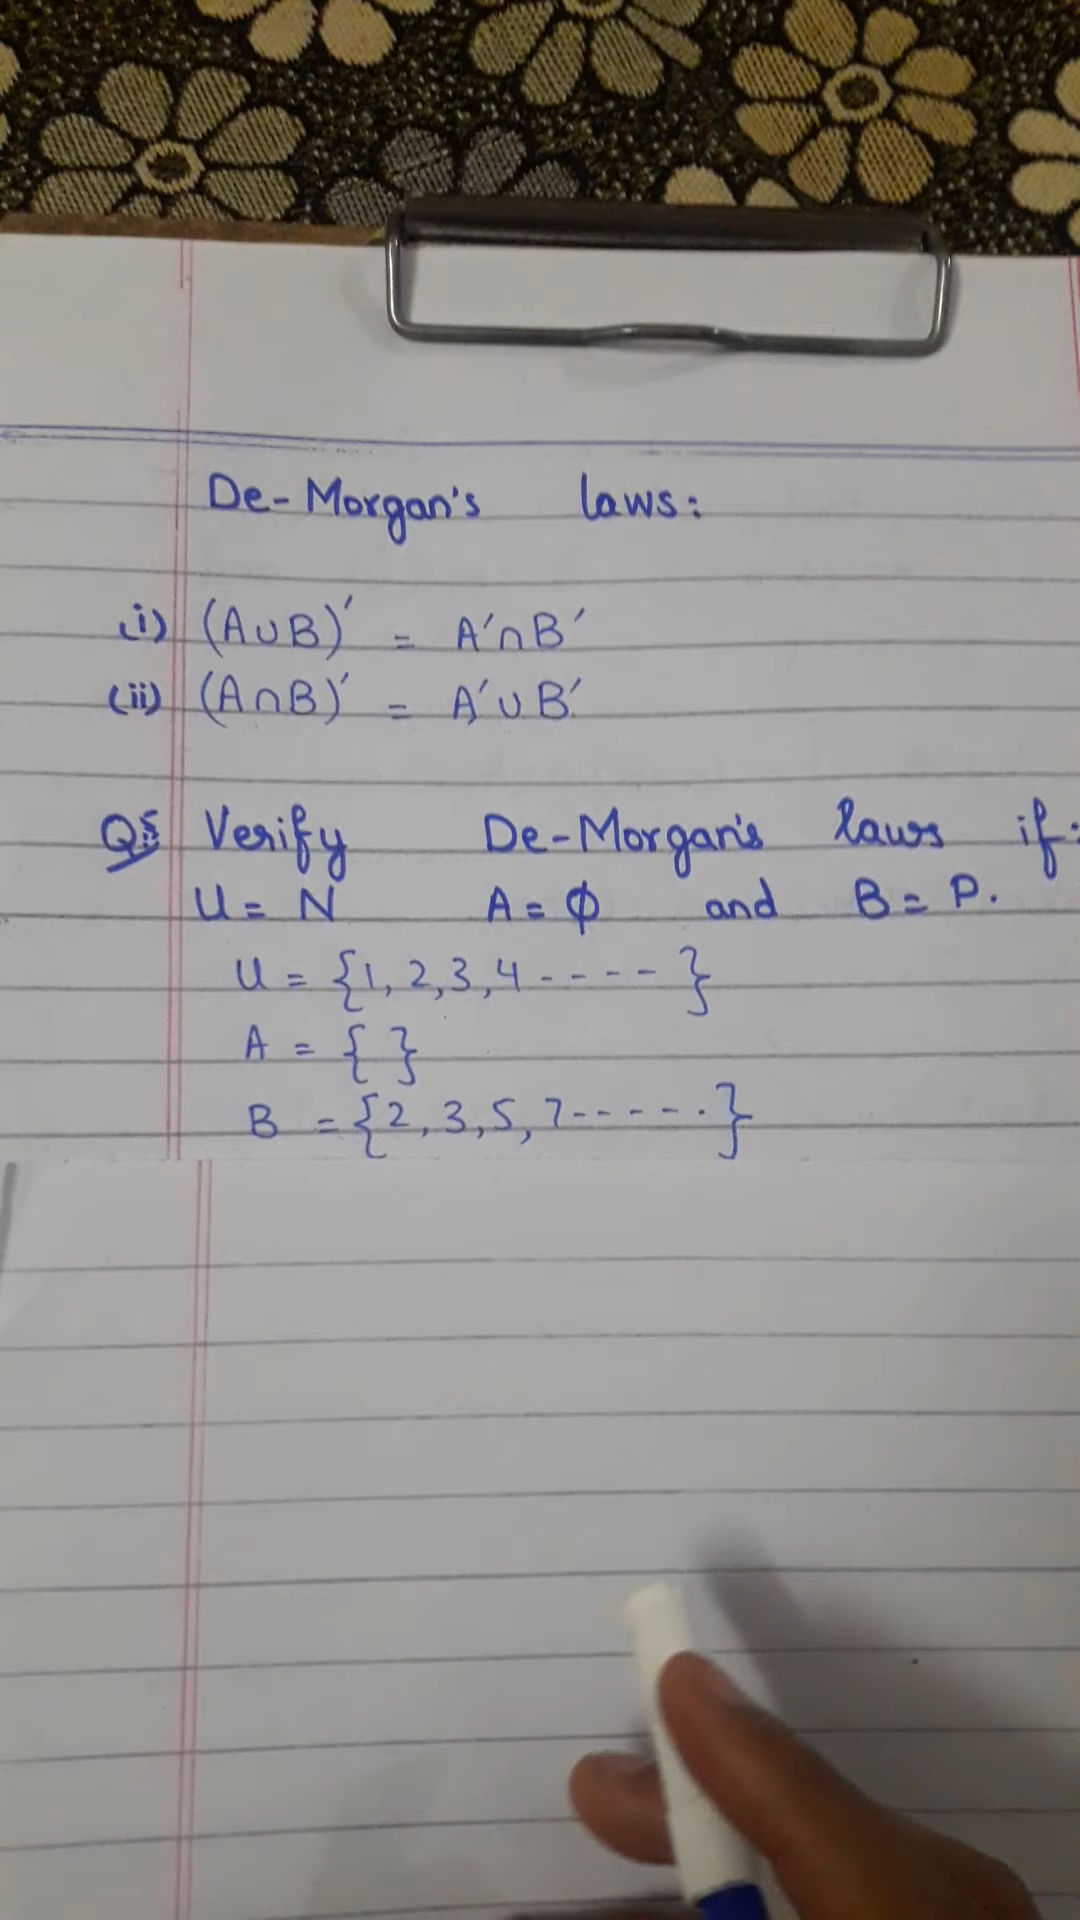 De-Morgan's laws:
(i) (A∪B)′ = A′∩B′
(ii) (A∩B)′ = A′∪B′
Q5 Verify De-Morgan's laws if:
U = N A = ϕ and B = P.
U = {1, 2, 3, 4 - - - - }
A = { }
B = {2, 3, 5, 7 - - - - - . }